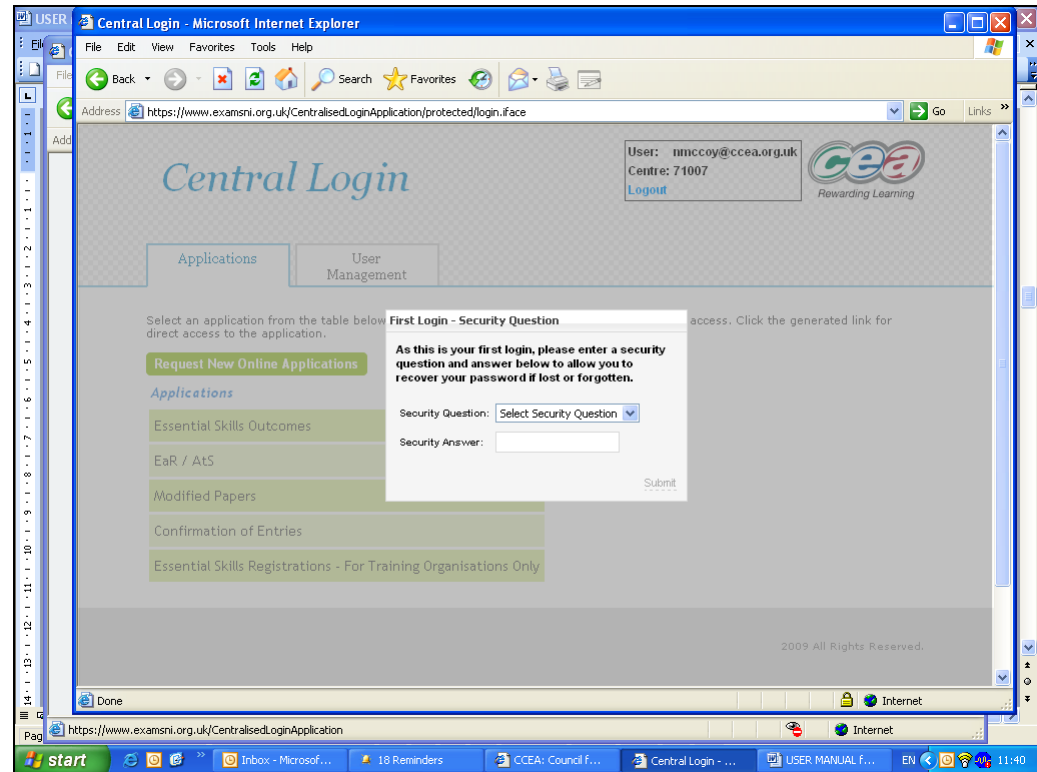 USER
Central Login - Microsoft Internet Explorer
File Edit View Favorites Tools Help
Back Search Favorites
Address https://www.examsni.org.uk/CentralisedLoginApplication/protected/login.iface Go Links »
Central Login
User: nmccoy@ccea.org.uk
Centre: 71007
Logout
cea
Rewarding Learning
Applications
User
Management
Select an application from the table below
access. Click the generated link for
direct access to the application.
Request New Online Applications
Applications
Essential Skills Outcomes
EaR / AtS
Modified Papers
Confirmation of Entries
Essential Skills Registrations - For Training Organisations Only
First Login - Security Question
As this is your first login, please enter a security
question and answer below to allow you to
recover your password if lost or forgotten.
Security Question: Select Security Question
Security Answer:
Submit
2009 All Rights Reserved.
Done Internet
Pag https://www.examsni.org.uk/CentralisedLoginApplication Internet
start Inbox - Microsof... 18 Reminders CCEA: Council f... Central Login - ... USER MANUAL f... EN 11:40